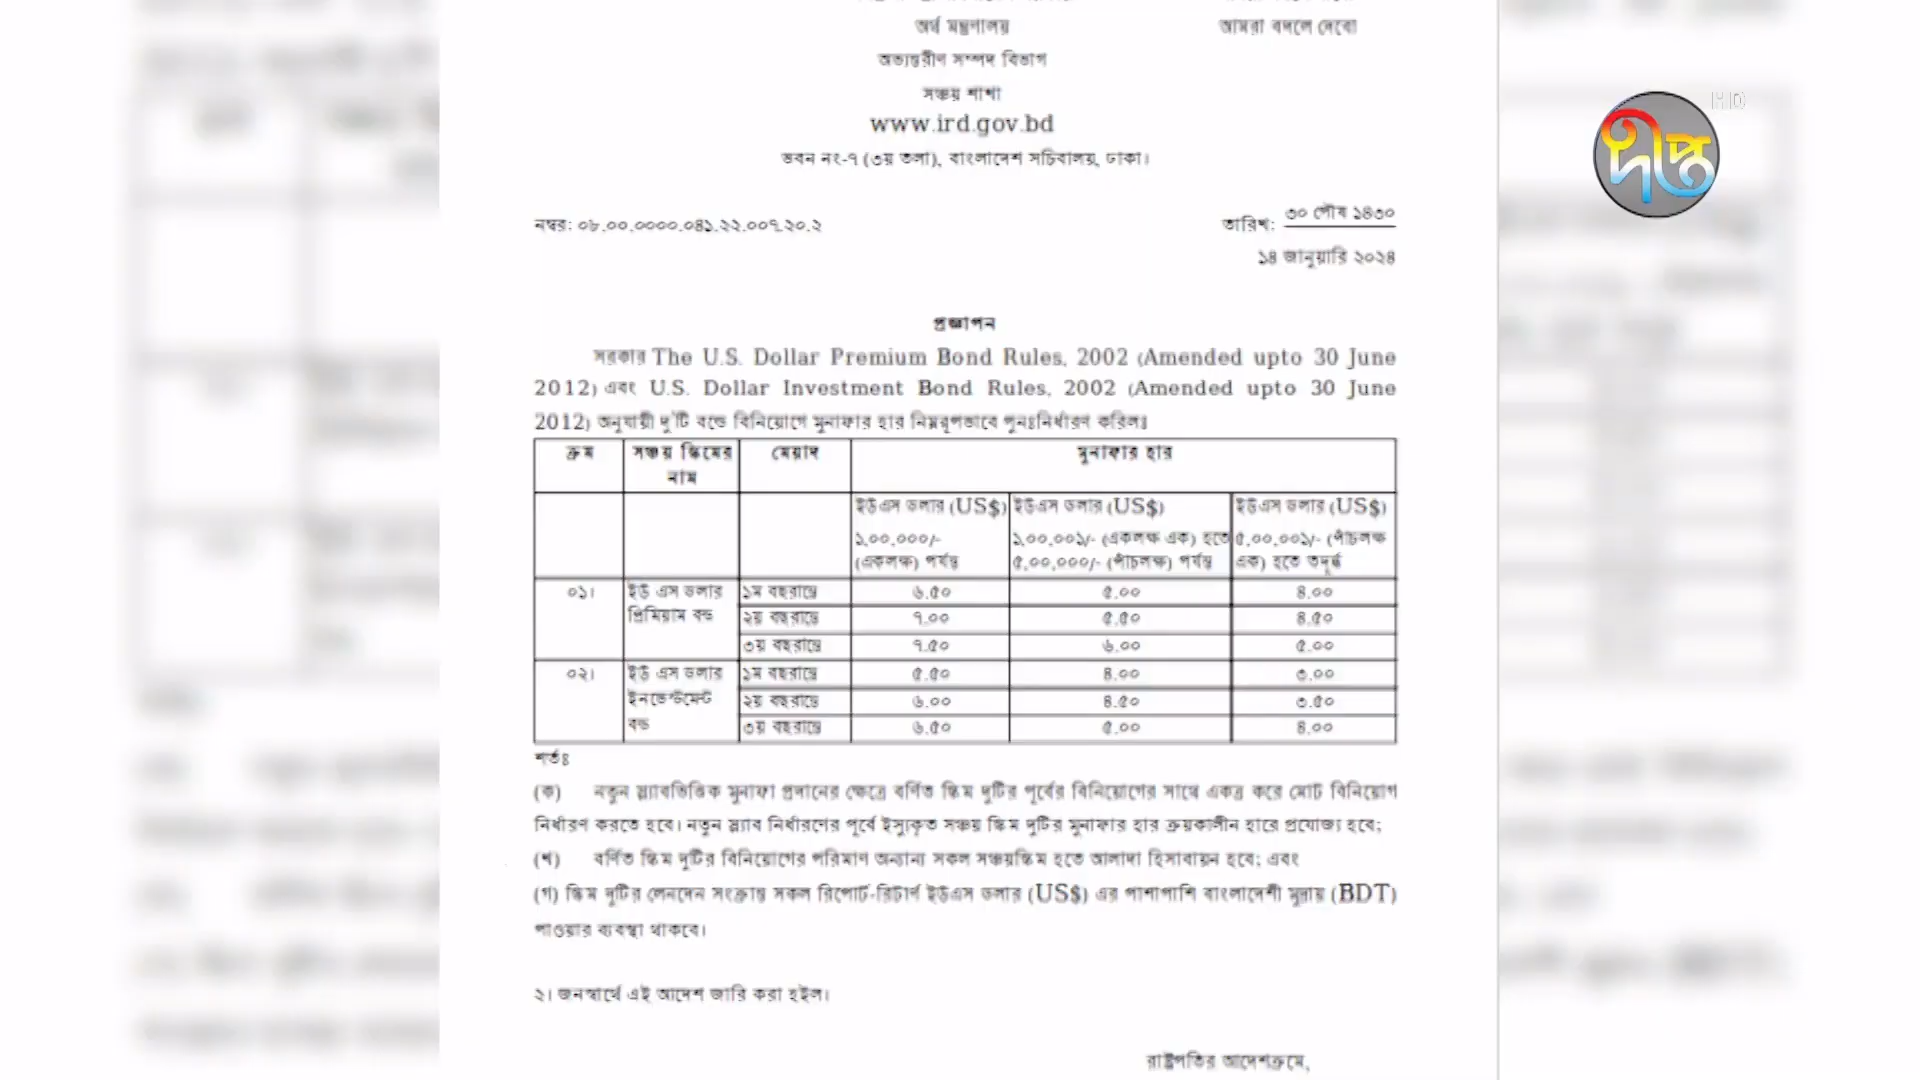 অর্থ মন্ত্রণালয়
আমরা বদলে দেবো
অভ্যন্তরীণ সম্পদ বিভাগ
সঞ্চয় শাখা
www.ird.gov.bd
ভবন নং-৭ (৩য় তলা), বাংলাদেশ সচিবালয়, ঢাকা।
নম্বর: ০৮.০০.০০০০.০৪১.২২.০০৭.২০.২
তারিখ: ৩০ পৌষ ১৪৩০
১৪ জানুয়ারি ২০২৪
প্রজ্ঞাপন
সরকার The U.S. Dollar Premium Bond Rules, 2002 (Amended upto 30 June
2012) এবং U.S. Dollar Investment Bond Rules, 2002 (Amended upto 30 June
2012) অনুযায়ী দু'টি বন্ডে বিনিয়োগে মুনাফার হার নিম্নরূপভাবে পুনঃনির্ধারণ করিলঃ
ক্রম সঞ্চয় স্কিমের মেয়াদ মুনাফার হার
নাম
ইউএস ডলার (US$) ইউএস ডলার (US$) ইউএস ডলার (US$)
১,০০,০০০/- ১,০০,০০১/- (একলক্ষ এক) হতে ৫,০০,০০১/- (পাঁচলক্ষ
(একলক্ষ) পর্যন্ত ৫,০০,০০০/- (পাঁচলক্ষ) পর্যন্ত এক) হতে তদূর্দ্ধ
০১। ইউ এস ডলার ১ম বছরান্তে ৬.৫০ ৫.০০ ৪.০০
প্রিমিয়াম বন্ড ২য় বছরান্তে ৭.০০ ৫.৫০ ৪.৫০
৩য় বছরান্তে ৭.৫০ ৬.০০ ৫.০০
০২। ইউ এস ডলার ১ম বছরান্তে ৫.৫০ ৪.০০ ৩.০০
ইনভেস্টমেন্ট ২য় বছরান্তে ৬.০০ ৪.৫০ ৩.৫০
বন্ড ৩য় বছরান্তে ৬.৫০ ৫.০০ ৪.০০
শর্তঃ
(ক) নতুন স্ল্যাবভিত্তিক মুনাফা প্রদানের ক্ষেত্রে বর্ণিত স্কিম দুটির পূর্বের বিনিয়োগের সাথে একত্র করে মোট বিনিয়োগ
নির্ধারণ করতে হবে। নতুন স্ল্যাব নির্ধারণের পূর্বে ইস্যুকৃত সঞ্চয় স্কিম দুটির মুনাফার হার ক্রয়কালীন হারে প্রযোজ্য হবে;
(খ) বর্ণিত স্কিম দুটির বিনিয়োগের পরিমাণ অন্যান্য সকল সঞ্চয়স্কিম হতে আলাদা হিসাবায়ন হবে; এবং
(গ) স্কিম দুটির লেনদেন সংক্রান্ত সকল রিপোর্ট-রিটার্ণ ইউএস ডলার (US$) এর পাশাপাশি বাংলাদেশী মুদ্রায় (BDT)
পাওয়ার ব্যবস্থা থাকবে।
২। জনস্বার্থে এই আদেশ জারি করা হইল।
রাষ্ট্রপতির আদেশক্রমে,
দীপ্ত
HD